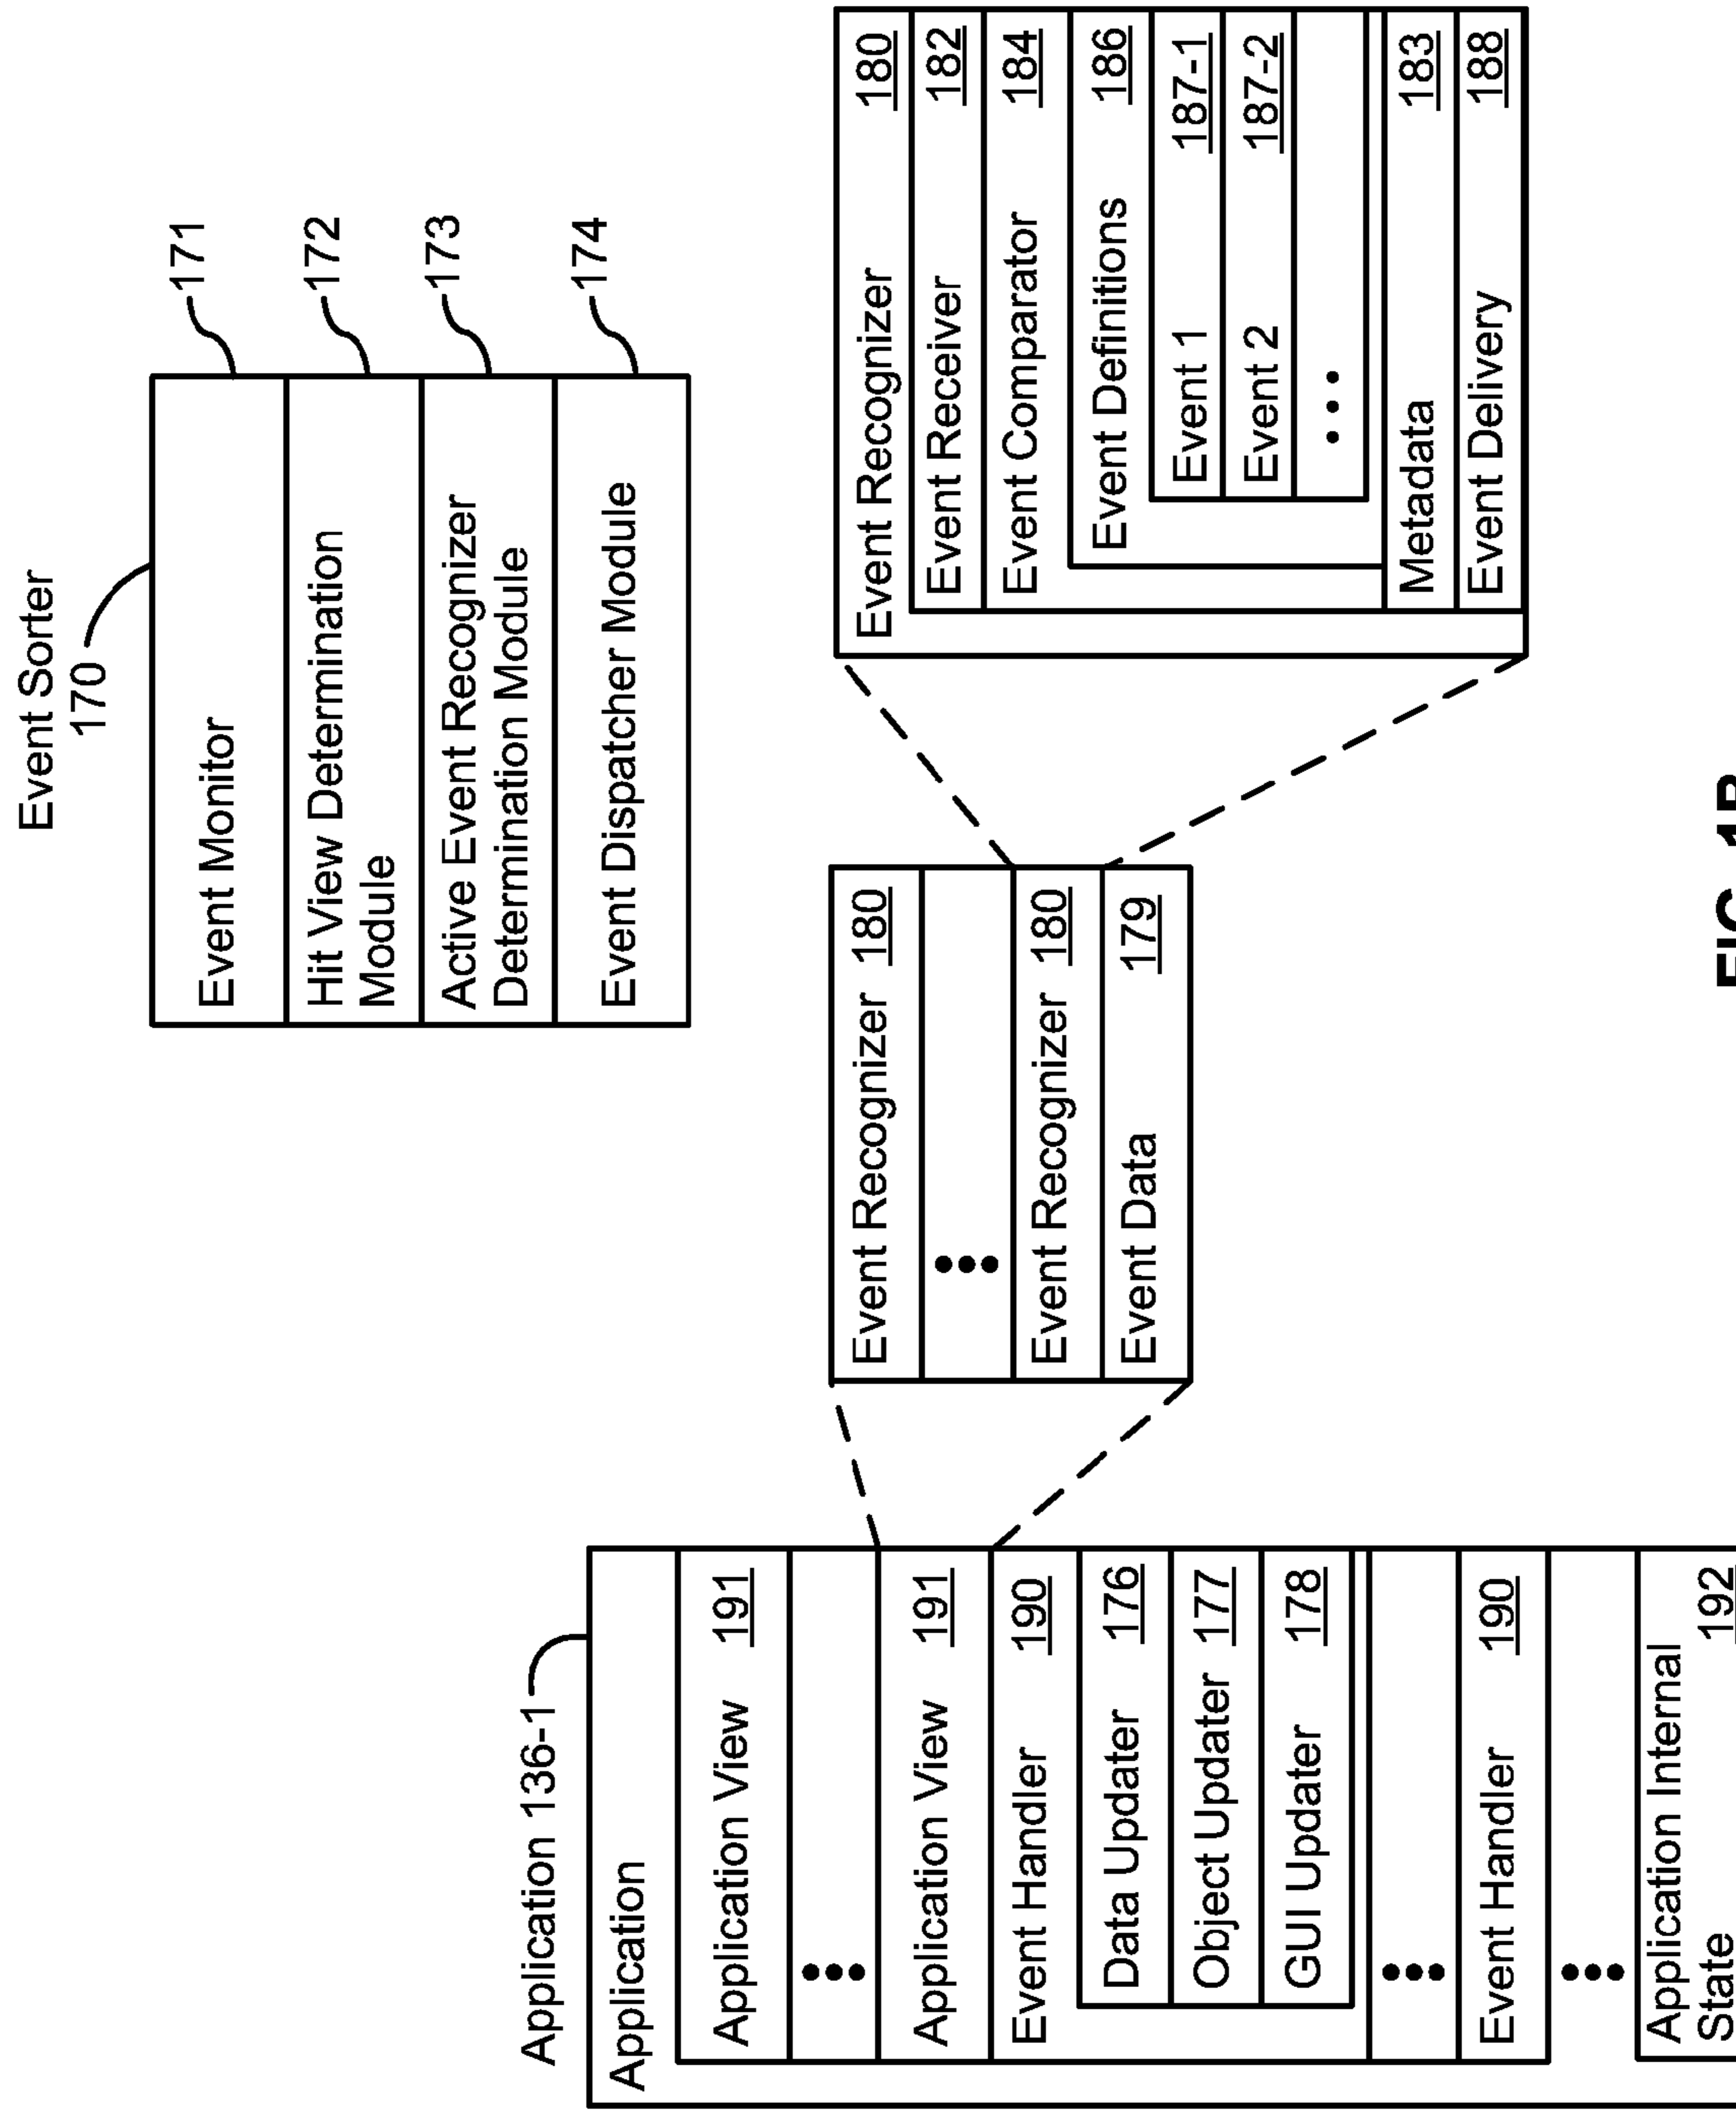 Event Sorter
170
Event Monitor
171
Hit View Determination
Module
172
Active Event Recognizer
Determination Module
173
Event Dispatcher Module
174
Application 136-1
Application
Application View 191
•••
Application View 191
Event Handler 190
Data Updater 176
Object Updater 177
GUI Updater 178
•••
Event Handler 190
•••
Application Internal
State 192
Event Recognizer 180
•••
Event Recognizer 180
Event Data 179
Event Recognizer 180
Event Receiver 182
Event Comparator 184
Event Definitions 186
Event 1 187-1
Event 2 187-2
•••
Metadata 183
Event Delivery 188
FIG. 1B